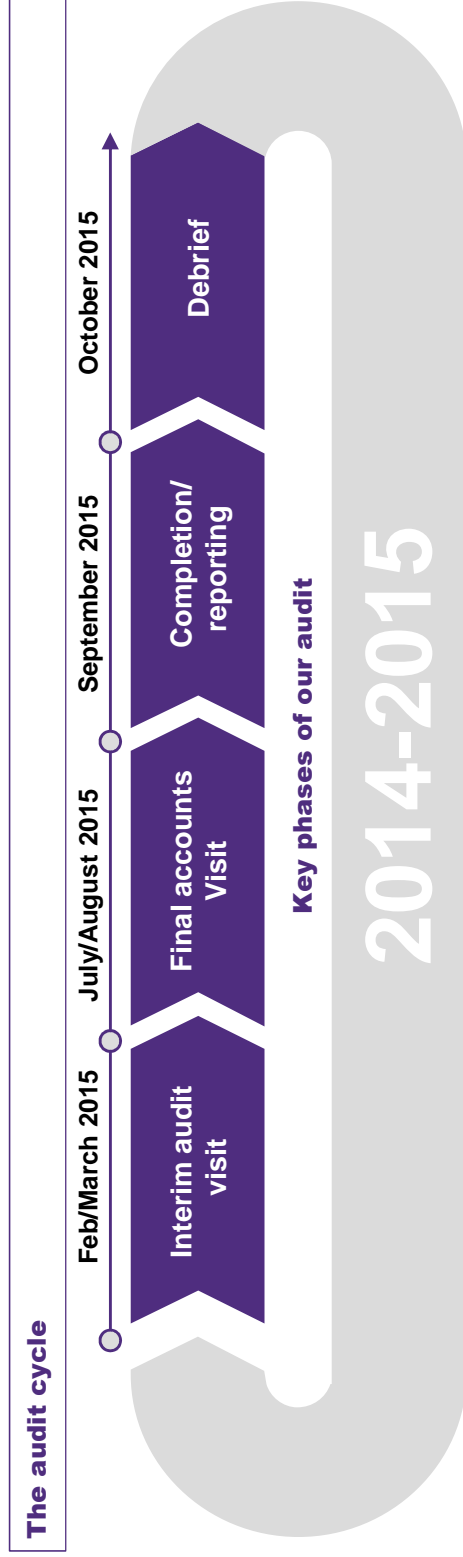 The audit cycle
Feb/March 2015
July/August 2015
September 2015
October 2015
Interim audit
visit
Final accounts
Visit
Completion/
reporting
Debrief
Key phases of our audit
2014-2015